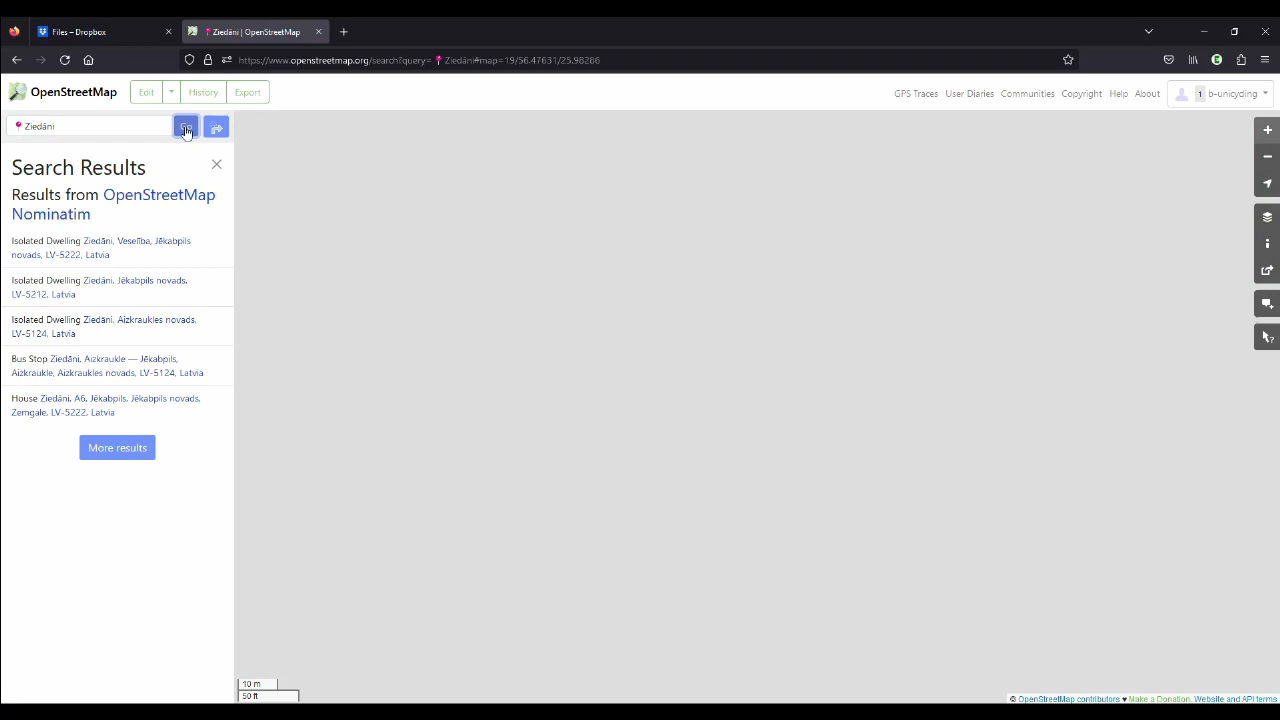 Files – Dropbox
Ziedāni | OpenStreetMap
https://www.openstreetmap.org/search?query= 📍Ziedāni#map=19/56.47631/25.98286
OpenStreetMap
Edit
History
Export
GPS Traces
User Diaries
Communities
Copyright
Help
About
1
b-unicyding
📍Ziedāni
Go
Search Results
Results from OpenStreetMap
Nominatim
Isolated Dwelling Ziedāni, Veselība, Jēkabpils
novads, LV-5222, Latvia
Isolated Dwelling Ziedāni, Jēkabpils novads,
LV-5212, Latvia
Isolated Dwelling Ziedāni, Aizkraukles novads,
LV-5124, Latvia
Bus Stop Ziedāni, Aizkraukle — Jēkabpils,
Aizkraukle, Aizkraukles novads, LV-5124, Latvia
House Ziedāni, A6, Jēkabpils, Jēkabpils novads,
Zemgale, LV-5222, Latvia
More results
10 m
50 ft
© OpenStreetMap contributors ♥ Make a Donation. Website and API terms